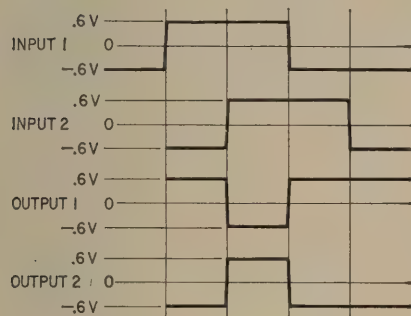 .6V
INPUT 1 0
-.6V
.6V
INPUT 2 0
-.6V
.6V
OUTPUT 1 0
-.6V
.6V
OUTPUT 2 0
-.6V